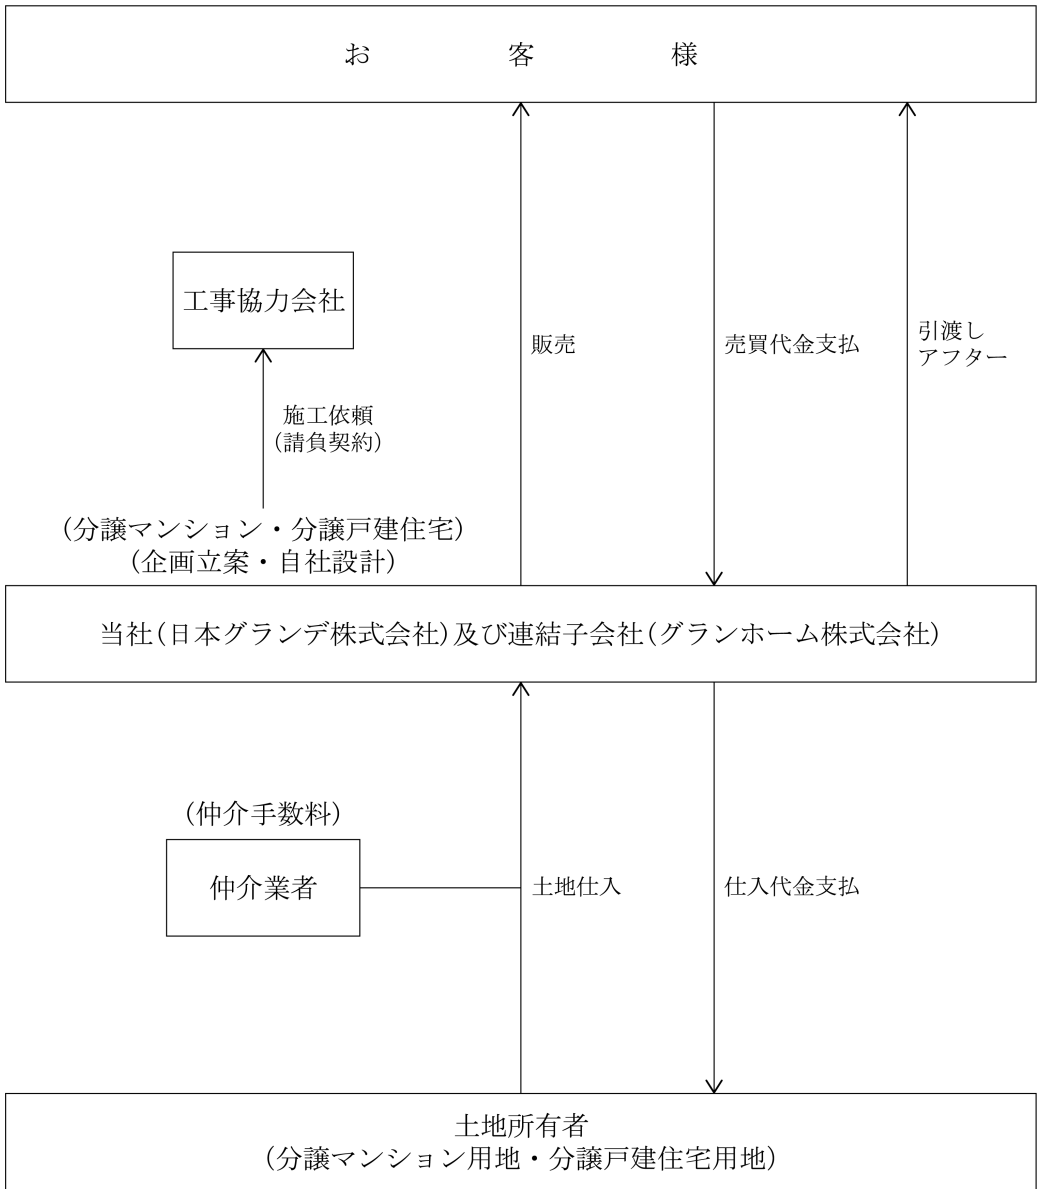 お客様
工事協力会社
販売
売買代金支払
引渡し
アフター
施工依頼
(請負契約)
(分譲マンション・分譲戸建住宅)
(企画立案・自社設計)
当社(日本グランデ株式会社)及び連結子会社(グランホーム株式会社)
(仲介手数料)
仲介業者
土地仕入
仕入代金支払
土地所有者
(分譲マンション用地・分譲戸建住宅用地)